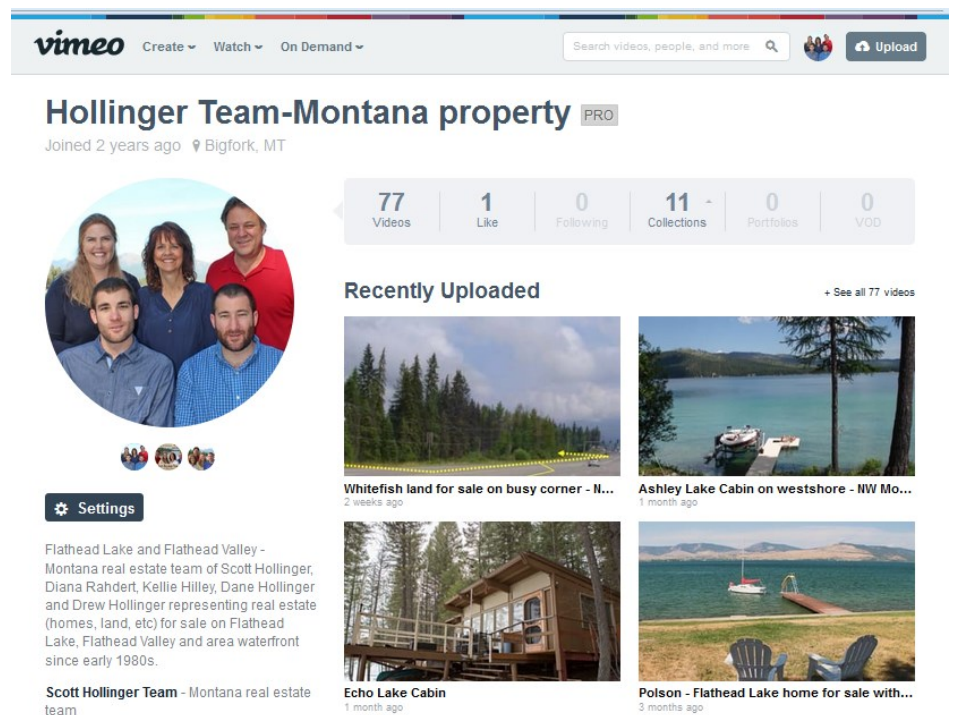 vimeo Create Watch On Demand Search videos, people, and more Upload
Hollinger Team-Montana property PRO
Joined 2 years ago Bigfork, MT
77 1 0 11 0 0
Videos Like Following Collections Portfolios VOD
Recently Uploaded + See all 77 videos
Whitefish land for sale on busy corner - N...
2 weeks ago
Ashley Lake Cabin on westshore - NW Mo...
1 month ago
Settings
Flathead Lake and Flathead Valley -
Montana real estate team of Scott Hollinger,
Diana Rahdert, Kellie Hilley, Dane Hollinger
and Drew Hollinger representing real estate
(homes, land, etc) for sale on Flathead
Lake, Flathead Valley and area waterfront
since early 1980s.
Scott Hollinger Team - Montana real estate
team
Echo Lake Cabin
1 month ago
Polson - Flathead Lake home for sale with...
3 months ago